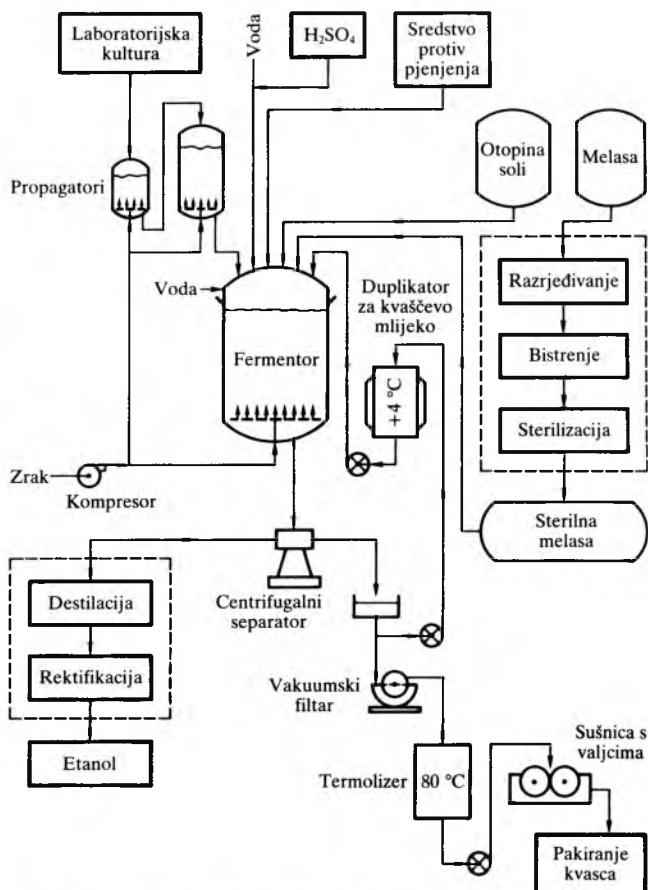 Laboratorijska
kultura
Voda
H₂SO₄
Sredstvo
protiv
pjenjenja
Otopina
soli
Melasa
Propagatori
Voda
Duplikator
za kvaščevo
mlijeko
Razrjeđivanje
Fermentor
+4 °C
Bistrenje
Sterilizacija
Zrak
Kompresor
Sterilna
melasa
Destilacija
Centrifugalni
separator
Rektifikacija
Vakuumski
filtar
Etanol
Termolizer
80 °C
Sušnica s
valjcima
Pakiranje
kvasca